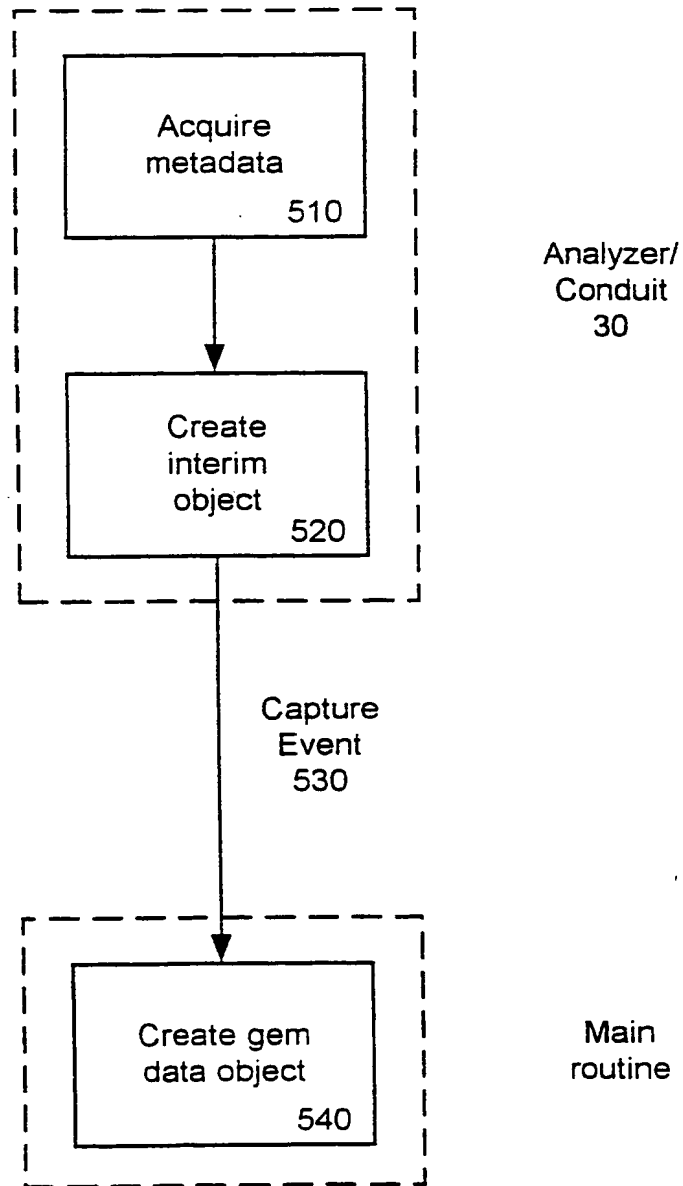 Acquire
metadata
510
Analyzer/
Conduit
30
Create
interim
object
520
Capture
Event
530
Create gem
data object
540
Main
routine